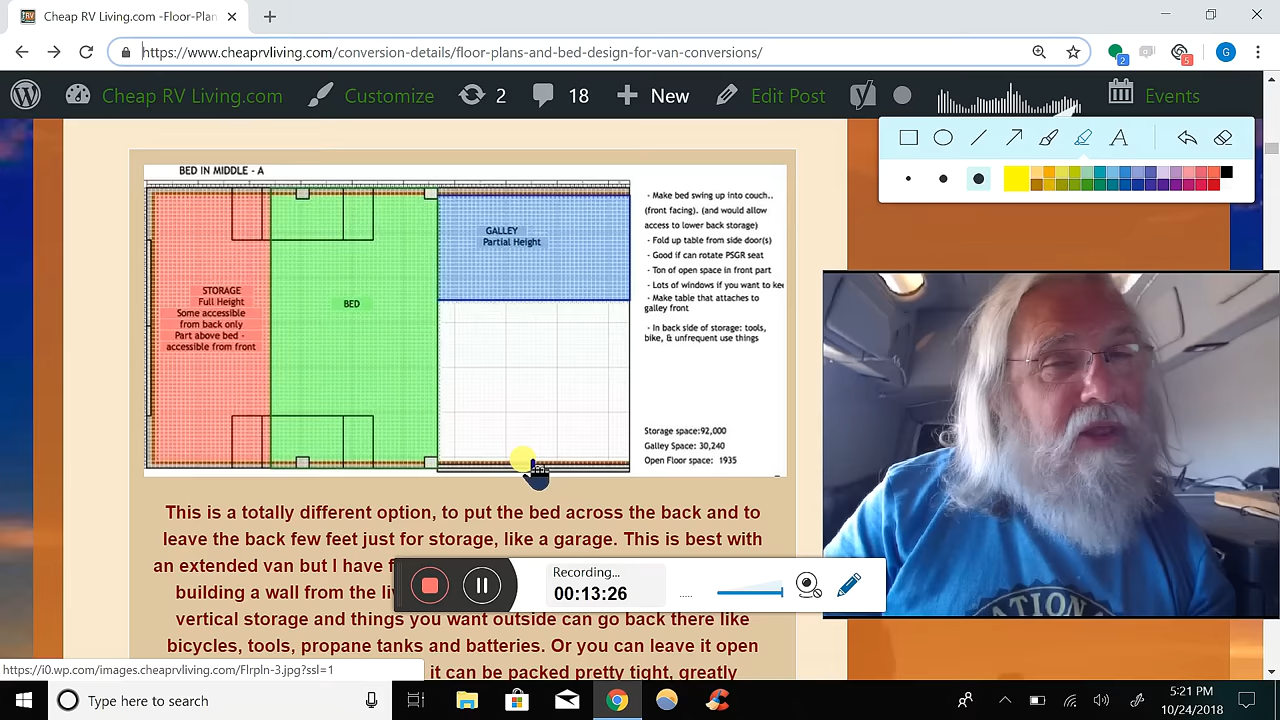 Cheap RV Living.com -Floor-Plan
https://www.cheaprvliving.com/conversion-details/floor-plans-and-bed-design-for-van-conversions/
2
5
G
Cheap RV Living.com
Customize
2
18
New
Edit Post
Events
A
BED IN MIDDLE - A
STORAGE
Full Height
Some accessible
from back only
Part above bed -
accessible from front
BED
GALLEY
Partial Height
- Make bed swing up into couch..
(front facing). (and would allow
access to lower back storage)
- Fold up table from side door(s)
- Good if can rotate PSGR seat
- Ton of open space in front part
- Lots of windows if you want to kee
- Make table that attaches to
galley front
- In back side of storage: tools,
bike, & unfrequent use things
Storage space:92,000
Galley Space: 30,240
Open Floor space: 1935
This is a totally different option, to put the bed across the back and to
leave the back few feet just for storage, like a garage. This is best with
an extended van but I have
building a wall from the
vertical storage and things you want outside can go back there like
bicycles, tools, propane tanks and batteries. Or you can leave it open
it can be packed pretty tight, greatly
Recording...
00:13:26
.....
https://i0.wp.com/images.cheaprvliving.com/Flrpln-3.jpg?ssl=1
Type here to search
5:21 PM
10/24/2018